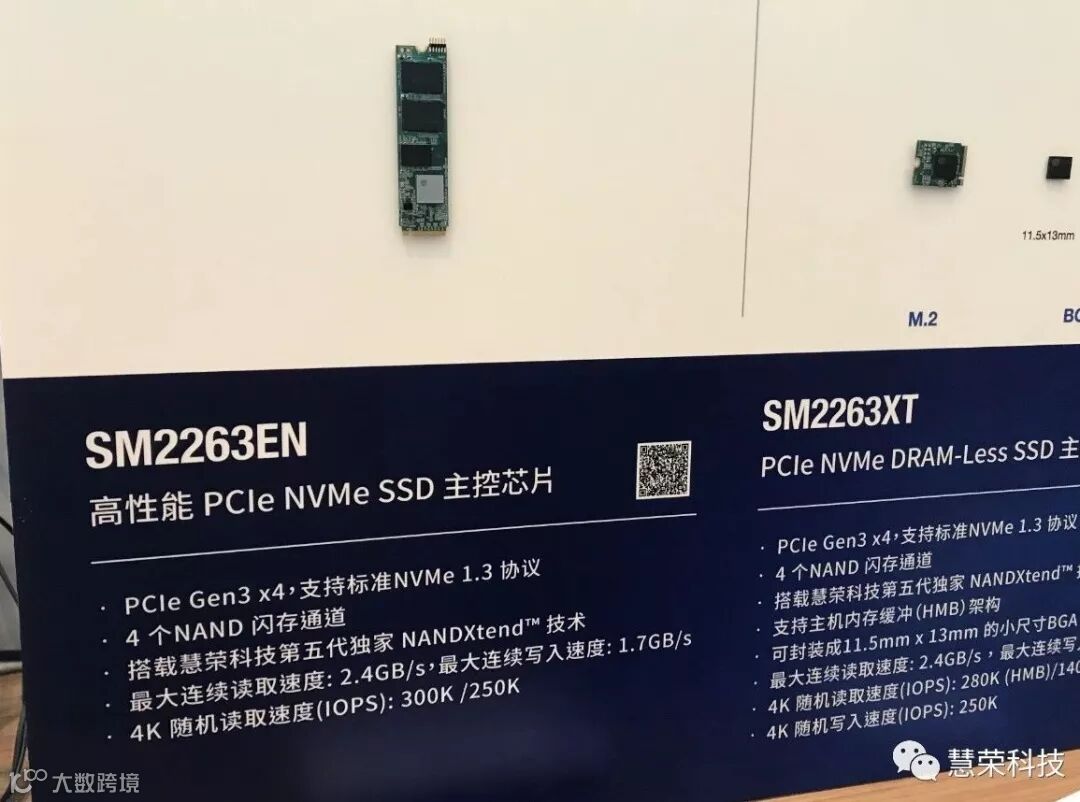 11.5x13mm
M.2
SM2263EN
高性能 PCIe NVMe SSD 主控芯片
· PCIe Gen3 x4,支持标准NVMe 1.3 协议
· 4 个NAND 闪存通道
· 搭载慧荣科技第五代独家 NANDXtend™ 技术
· 最大连续读取速度: 2.4GB/s,最大连续写入速度: 1.7GB/s
· 4K 随机读取速度(IOPS): 300K /250K
SM2263XT
PCIe NVMe DRAM-Less SSD 主
· PCIe Gen3 x4,支持标准NVMe 1.3 协议
· 4 个NAND 闪存通道
· 搭载慧荣科技第五代独家 NANDXtend™
· 支持主机内存缓冲(HMB)架构
· 可封装成11.5mm x 13mm 的小尺寸BGA
· 最大连续读取速度: 2.4GB/s,最大连续写
· 4K 随机读取速度(IOPS): 280K (HMB)/140
· 4K 随机写入速度(IOPS): 250K
慧荣科技
大数跨境